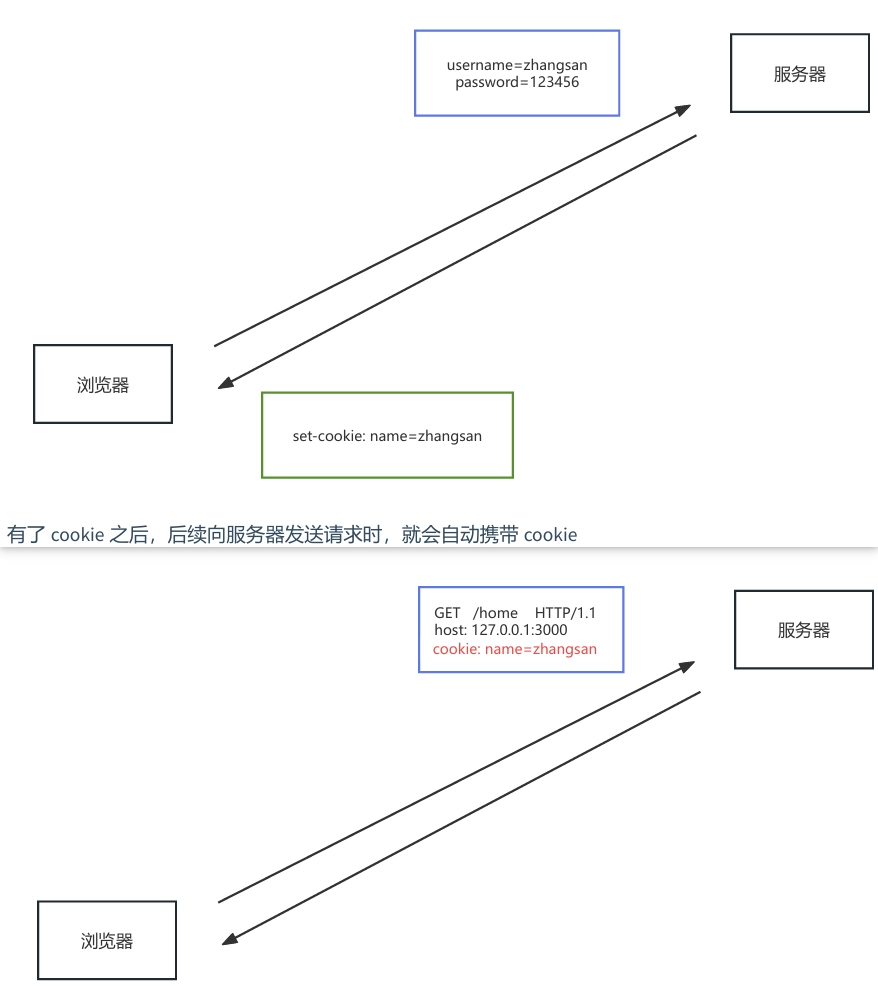 username=zhangsan
password=123456
服务器
浏览器
set-cookie: name=zhangsan
有了 cookie 之后，后续向服务器发送请求时，就会自动携带 cookie
GET /home HTTP/1.1
host: 127.0.0.1:3000
cookie: name=zhangsan
服务器
浏览器